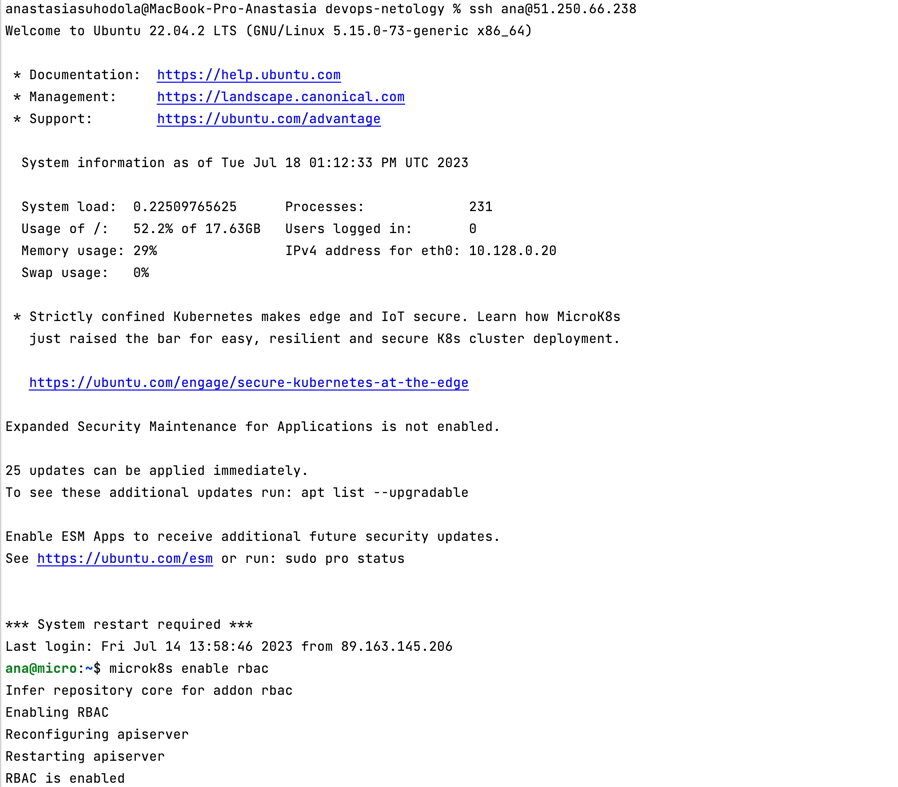 anastasiasuhodola@MacBook-Pro-Anastasia devops-netology % ssh ana@51.250.66.238
Welcome to Ubuntu 22.04.2 LTS (GNU/Linux 5.15.0-73-generic x86_64)
* Documentation:  https://help.ubuntu.com
* Management:     https://landscape.canonical.com
* Support:        https://ubuntu.com/advantage
System information as of Tue Jul 18 01:12:33 PM UTC 2023
System load:  0.22509765625      Processes:             231
Usage of /:   52.2% of 17.63GB   Users logged in:       0
Memory usage: 29%                IPv4 address for eth0: 10.128.0.20
Swap usage:   0%
* Strictly confined Kubernetes makes edge and IoT secure. Learn how MicroK8s
just raised the bar for easy, resilient and secure K8s cluster deployment.
https://ubuntu.com/engage/secure-kubernetes-at-the-edge
Expanded Security Maintenance for Applications is not enabled.
25 updates can be applied immediately.
To see these additional updates run: apt list --upgradable
Enable ESM Apps to receive additional future security updates.
See https://ubuntu.com/esm or run: sudo pro status
*** System restart required ***
Last login: Fri Jul 14 13:58:46 2023 from 89.163.145.206
ana@micro:~$ microk8s enable rbac
Infer repository core for addon rbac
Enabling RBAC
Reconfiguring apiserver
Restarting apiserver
RBAC is enabled